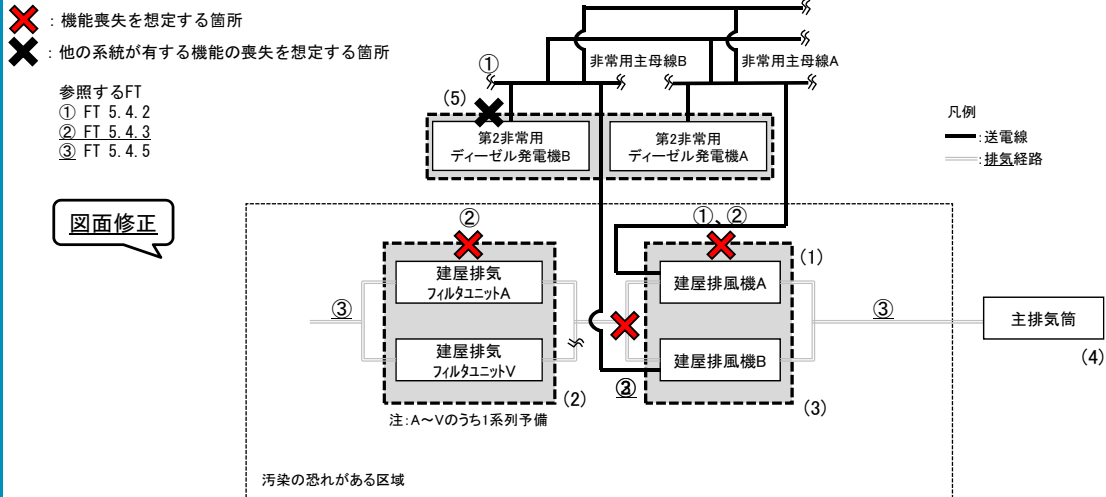 ：機能喪失を想定する箇所
：他の系統が有する機能の喪失を想定する箇所
参照するFT
① FT 5.4.2
② FT 5.4.3
③ FT 5.4.5
図面修正
①
非常用主母線B
非常用主母線A
(5)
第2非常用
ディーゼル発電機B
第2非常用
ディーゼル発電機A
凡例
：送電線
：排気経路
②
①、②
(1)
建屋排気
フィルタユニットA
建屋排風機A
③
③
主排気筒
(4)
建屋排気
フィルタユニットV
建屋排風機B
(2)
(3)
注：A～Vのうち1系列予備
汚染の恐れがある区域